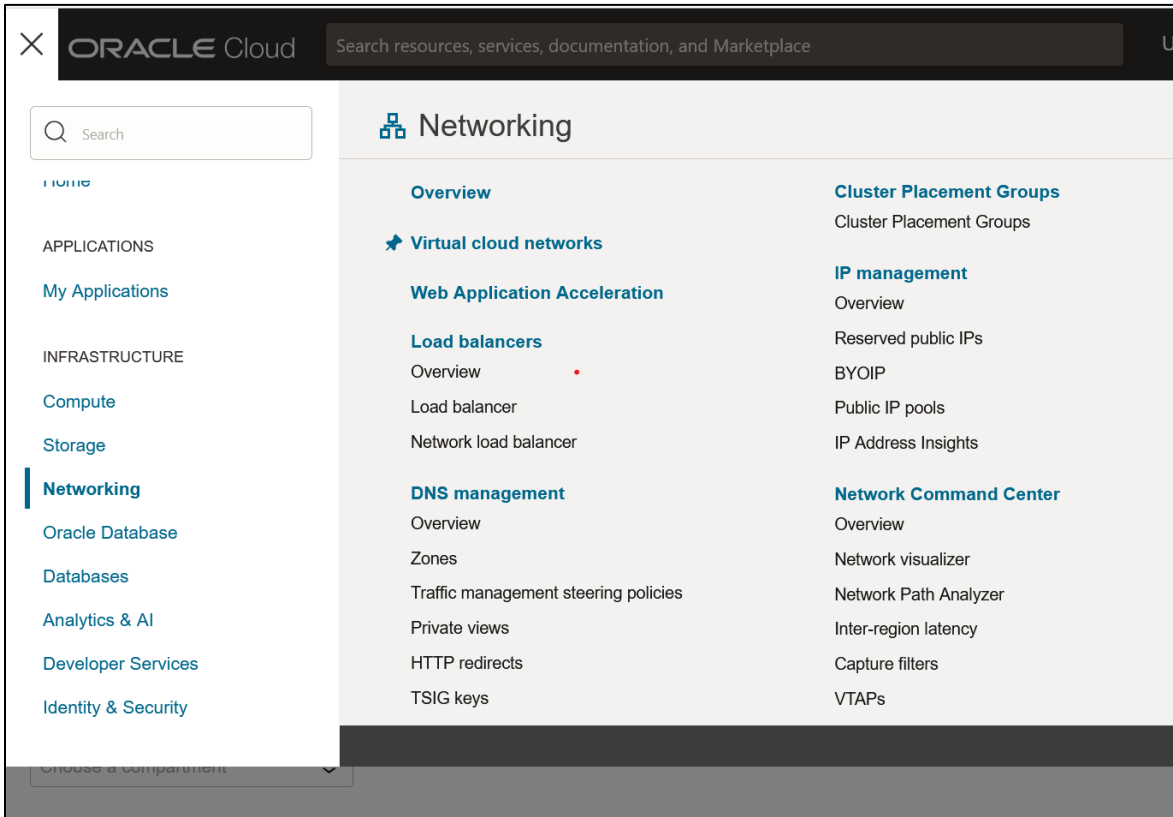 ORACLE Cloud
Search resources, services, documentation, and Marketplace
U
Search
Home
APPLICATIONS
My Applications
INFRASTRUCTURE
Compute
Storage
Networking
Oracle Database
Databases
Analytics & AI
Developer Services
Identity & Security
Networking
Overview
Virtual cloud networks
Web Application Acceleration
Load balancers
Overview
Load balancer
Network load balancer
DNS management
Overview
Zones
Traffic management steering policies
Private views
HTTP redirects
TSIG keys
Cluster Placement Groups
Cluster Placement Groups
IP management
Overview
Reserved public IPs
BYOIP
Public IP pools
IP Address Insights
Network Command Center
Overview
Network visualizer
Network Path Analyzer
Inter-region latency
Capture filters
VTAPs
Choose a compartment